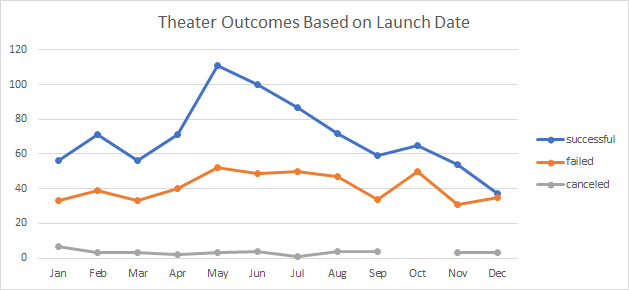 Theater Outcomes Based on Launch Date
120
100
80
60
40
20
0
Jan Feb Mar Apr May Jun Jul Aug Sep Oct Nov Dec
successful
failed
canceled